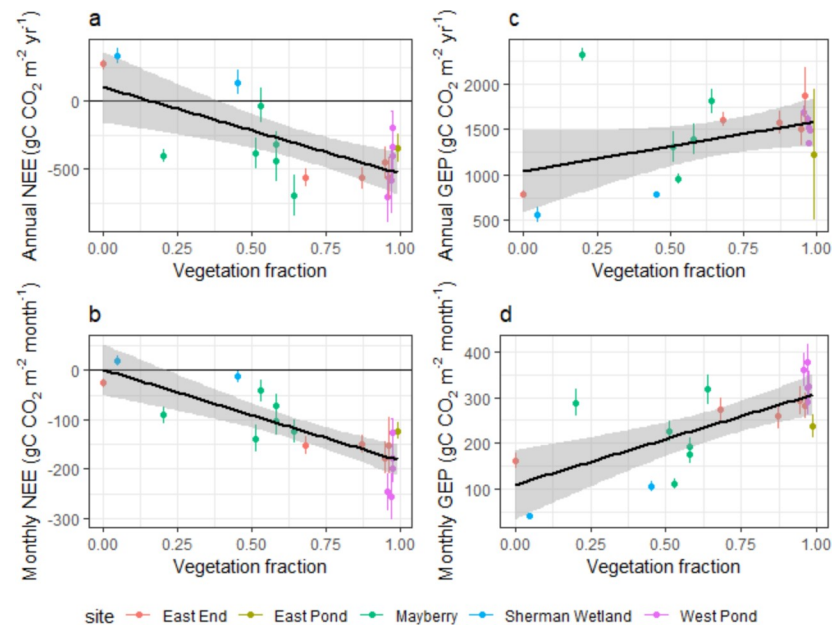 a
Annual NEE (gC CO₂ m⁻² yr⁻¹)
0
-500
0.00 0.25 0.50 0.75 1.00
Vegetation fraction
c
Annual GEP (gC CO₂ m⁻² yr⁻¹)
2000
1500
1000
500
0.00 0.25 0.50 0.75 1.00
Vegetation fraction
b
Monthly NEE (gC CO₂ m⁻² month⁻¹)
0
-100
-200
-300
0.00 0.25 0.50 0.75 1.00
Vegetation fraction
d
Monthly GEP (gC CO₂ m⁻² month⁻¹)
400
300
200
100
0.00 0.25 0.50 0.75 1.00
Vegetation fraction
site East End East Pond Mayberry Sherman Wetland West Pond